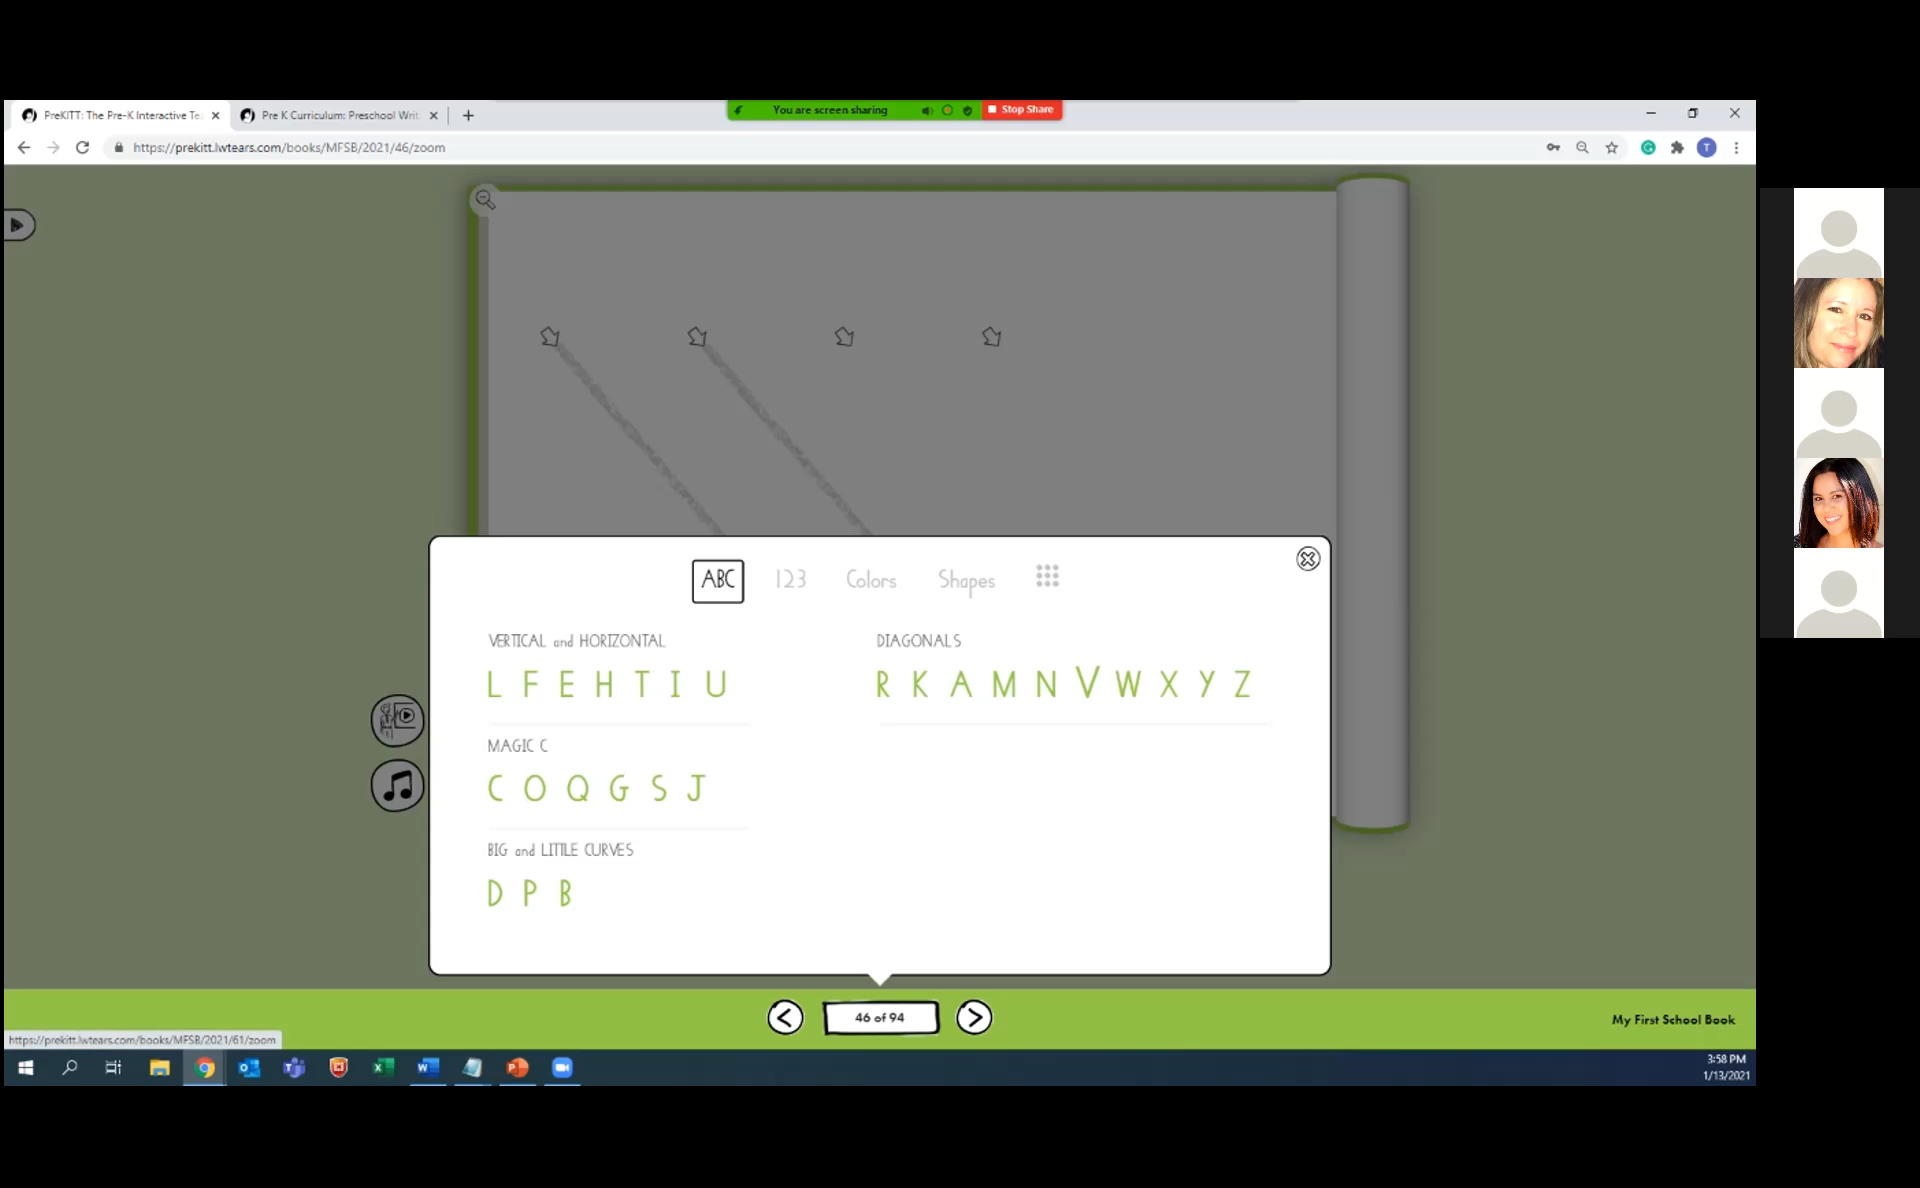 PreKITT: The Pre-K Interactive Te
Pre K Curriculum: Preschool Writ
You are screen sharing
Stop Share
https://prekitt.lwtears.com/books/MFSB/2021/46/zoom
T
ABC
123
Colors
Shapes
VERTICAL and HORIZONTAL
L F E H T I U
MAGIC C
C O Q G S J
BIG and LITTLE CURVES
D P B
DIAGONALS
R K A M N V W X Y Z
46 of 94
My First School Book
https://prekitt.lwtears.com/books/MFSB/2021/61/zoom
3:58 PM
1/13/2021